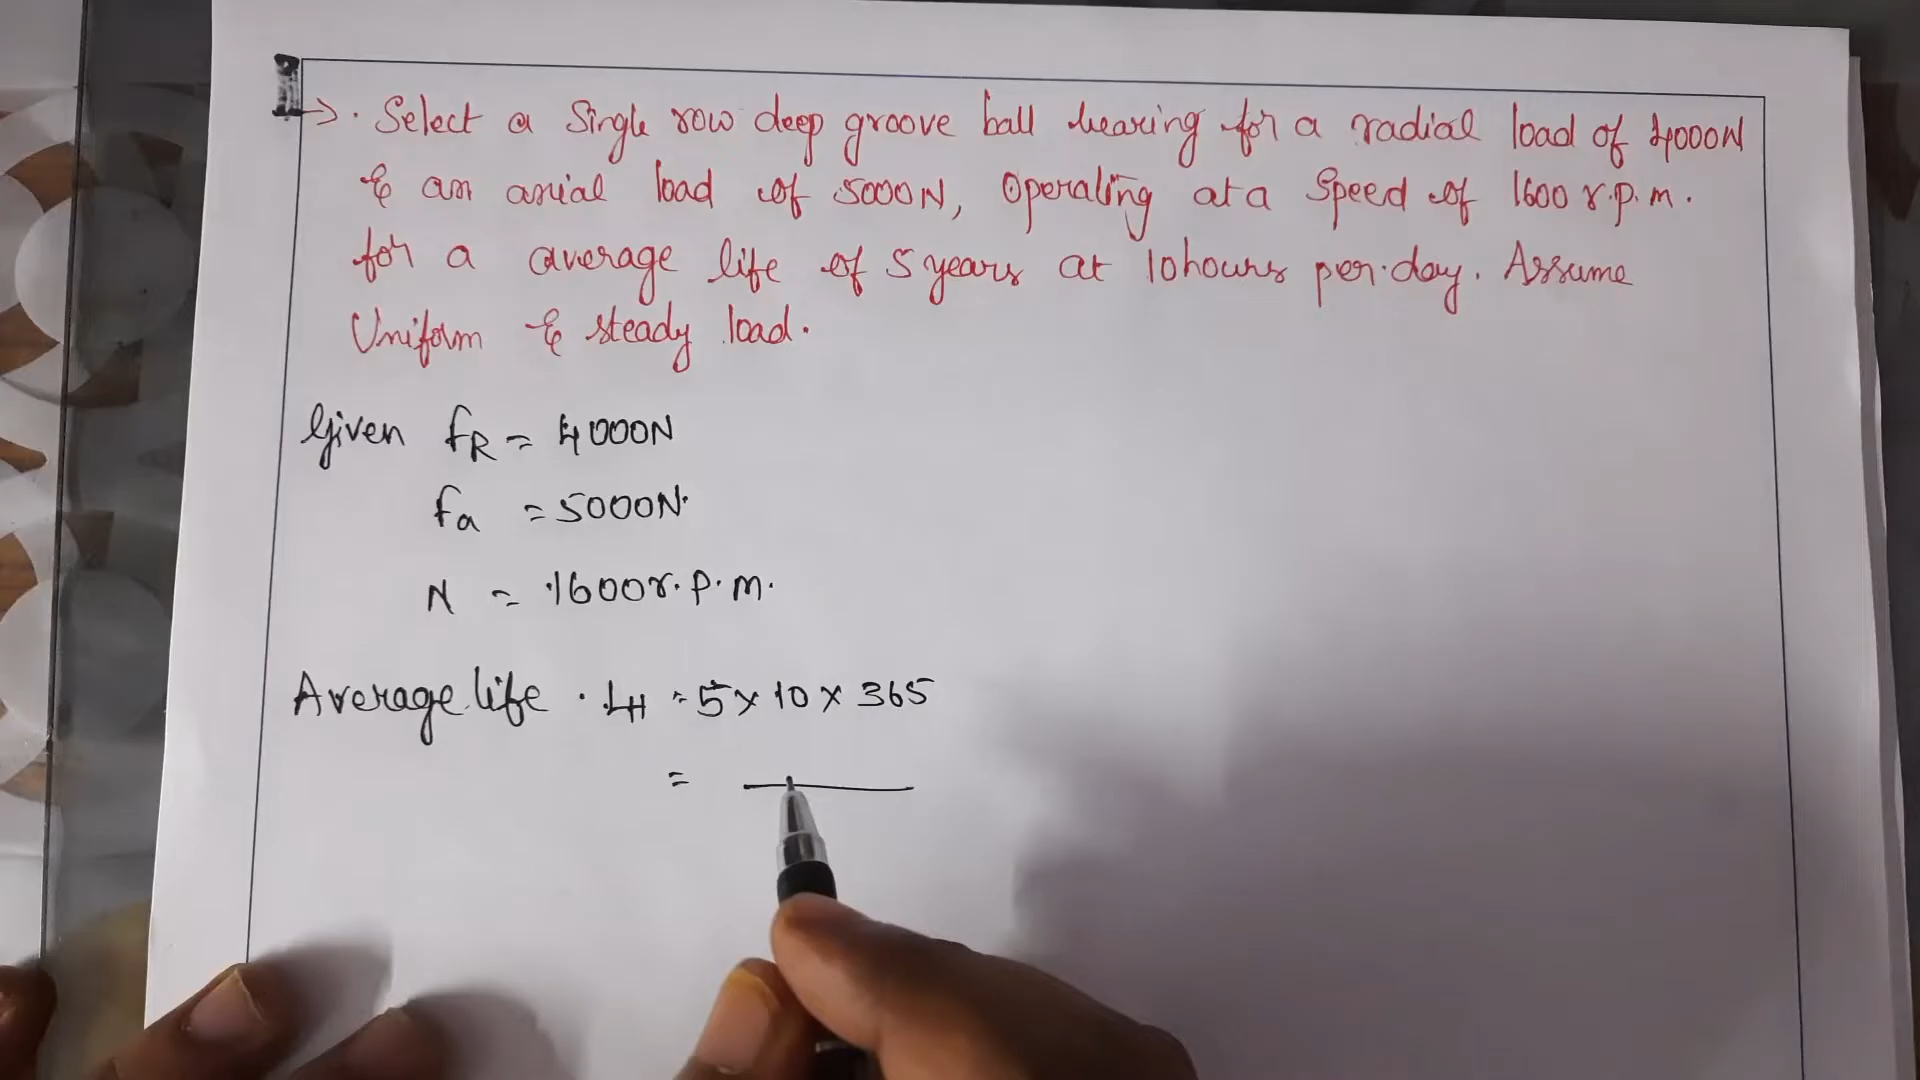 → . Select a Single row deep groove ball bearing for a radial load of 4000N
& an axial load of 5000N, Operating at a Speed of 1600 r.p.m.
for a average life of 5 years at 10 hours per day. Assume
Uniform & steady load.
Given fR = 4000N
fa = 5000N.
N = 1600 r.p.m.
Average life . LH = 5 x 10 x 365
=